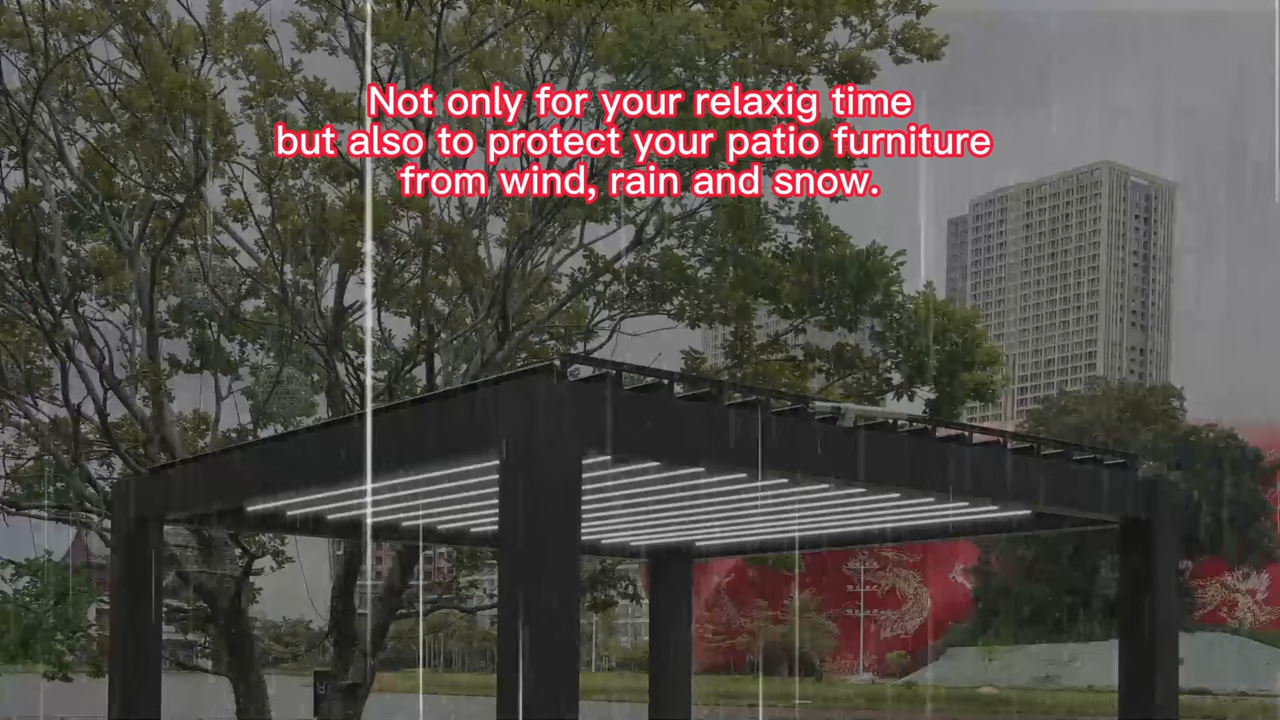 Not only for your relaxig time
but also to protect your patio furniture
from wind, rain and snow.